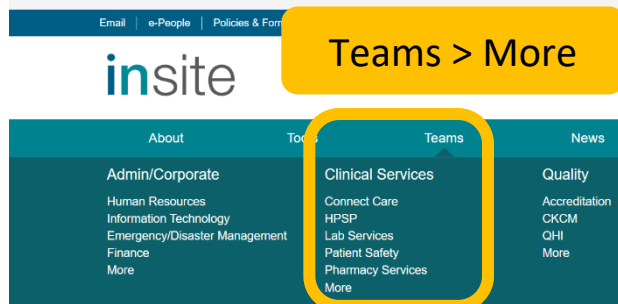 Email | e-People | Policies & Form
Teams > More
insite
About Tools Teams News
Admin/Corporate
Human Resources
Information Technology
Emergency/Disaster Management
Finance
More
Clinical Services
Connect Care
HPSP
Lab Services
Patient Safety
Pharmacy Services
More
Quality
Accreditation
CKCM
QHI
More